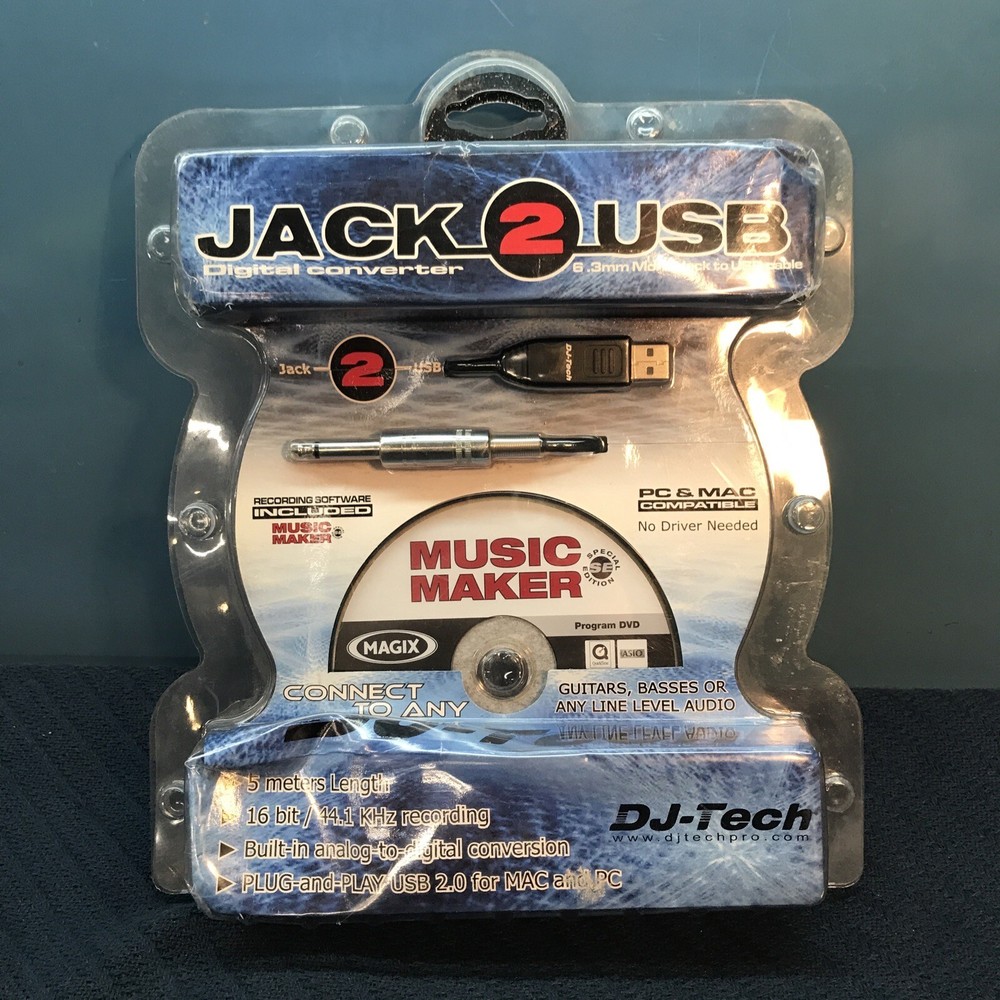 JACK 2 USB
Digital converter
6.3mm Mono Jack to USB cable
Jack 2 USB
DJ-Tech
RECORDING SOFTWARE
INCLUDED
MUSIC
MAKER
PC & MAC
COMPATIBLE
No Driver Needed
MUSIC
MAKER
SPECIAL
SE
EDITION
Program DVD
MAGIX
ASIO
CONNECT
TO ANY
GUITARS, BASSES OR
ANY LINE LEVEL AUDIO
ANY LINE LEVEL AUDIO
5 meters Length
16 bit / 44.1 KHz recording
Built-in analog-to-digital conversion
PLUG-and-PLAY USB 2.0 for MAC and PC
DJ-Tech
www.djtechpro.com